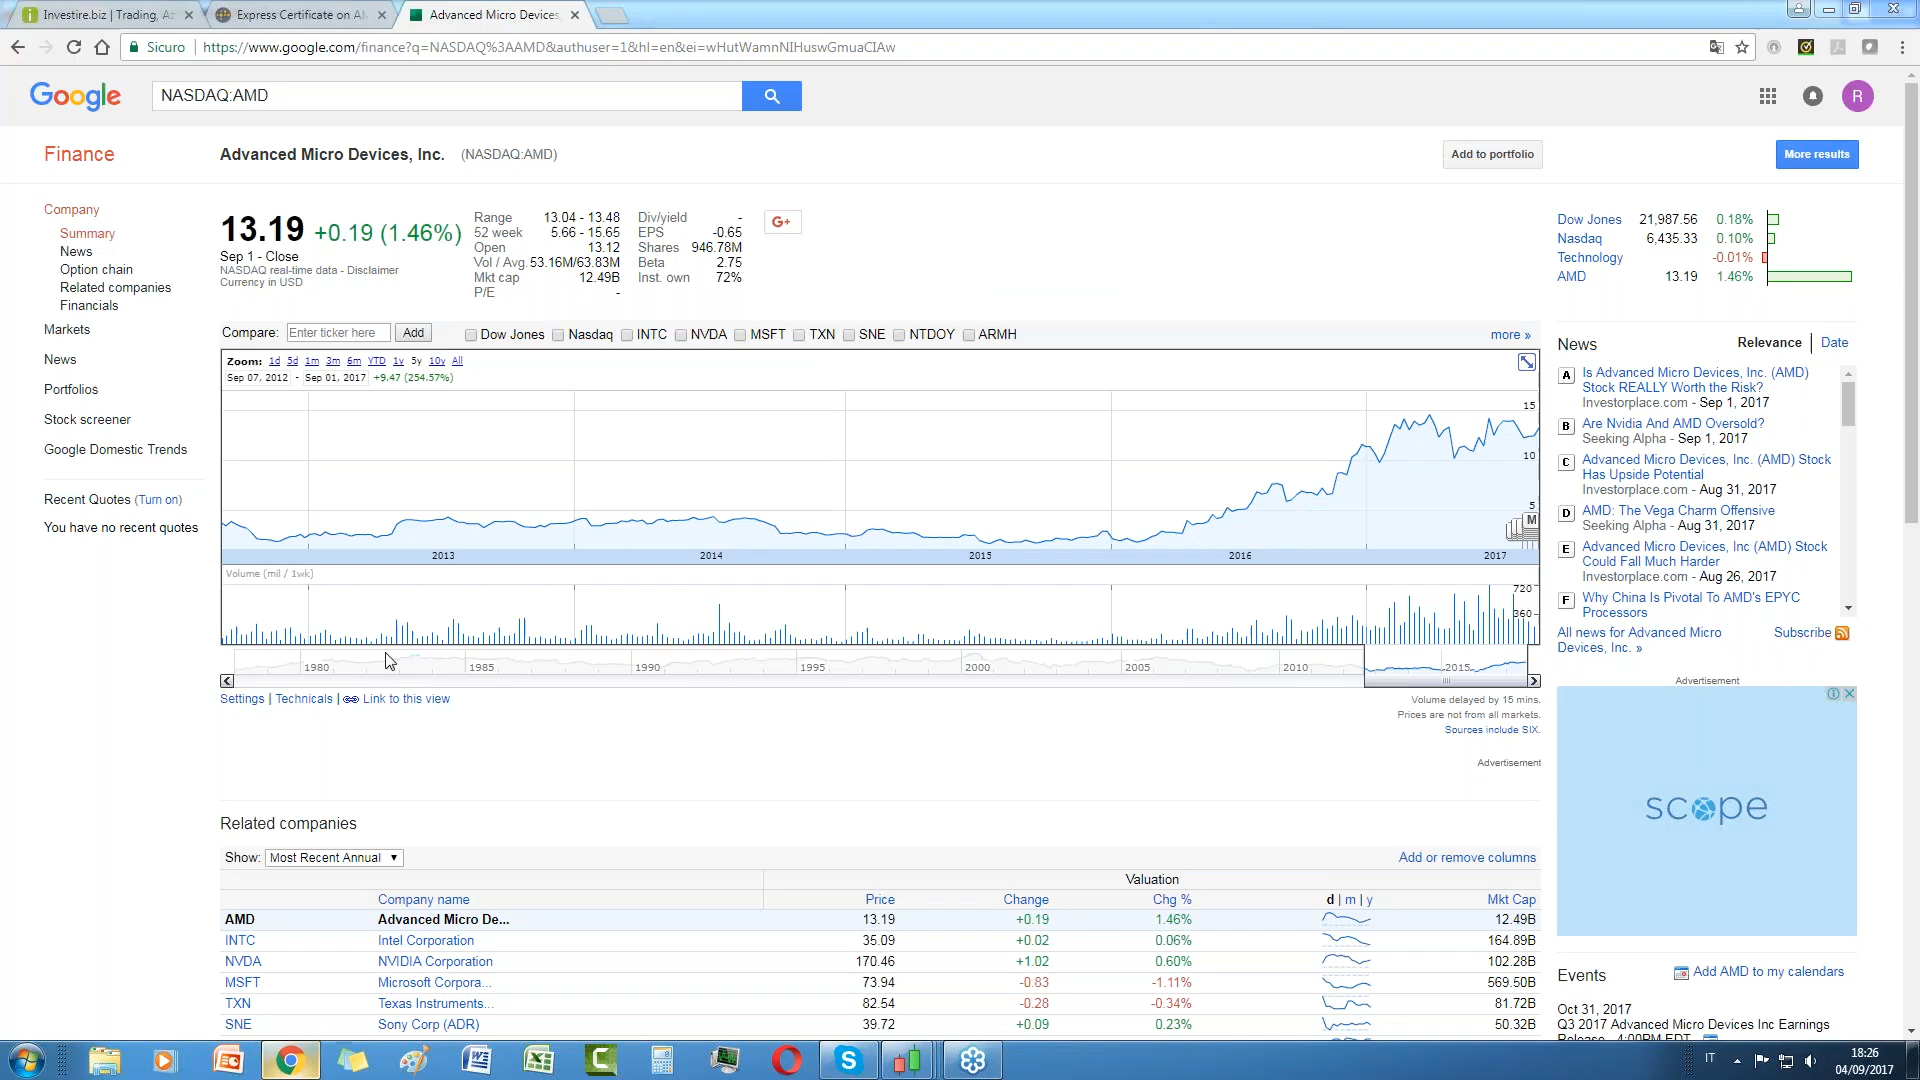 Investire.biz | Trading, Az
Express Certificate on AM
Advanced Micro Devices,
Sicuro
https://www.google.com/finance?q=NASDAQ%3AAMD&authuser=1&hl=en&ei=wHutWamnNIHuswGmuaCIAw
Google
NASDAQ:AMD
R
Finance
Advanced Micro Devices, Inc. (NASDAQ:AMD)
Add to portfolio
More results
Company
Summary
News
Option chain
Related companies
Financials
Markets
News
Portfolios
Stock screener
Google Domestic Trends
Recent Quotes (Turn on)
You have no recent quotes
13.19 +0.19 (1.46%)
Sep 1 - Close
NASDAQ real-time data - Disclaimer
Currency in USD
Range 13.04 - 13.48
52 week 5.66 - 15.65
Open 13.12
Vol / Avg. 53.16M/63.83M
Mkt cap 12.49B
P/E -
Div/yield -
EPS -0.65
Shares 946.78M
Beta 2.75
Inst. own 72%
G+
Dow Jones 21,987.56 0.18%
Nasdaq 6,435.33 0.10%
Technology -0.01%
AMD 13.19 1.46%
Compare: Enter ticker here Add Dow Jones Nasdaq INTC NVDA MSFT TXN SNE NTDOY ARMH more »
Zoom: 1d 5d 1m 3m 6m YTD 1y 5y 10y All
Sep 07, 2012 - Sep 01, 2017 +9.47 (254.57%)
15
10
5
M
2013 2014 2015 2016 2017
Volume (mil / 1wk)
720
360
1980 1985 1990 1995 2000 2005 2010 2015
Settings | Technicals | Link to this view
Volume delayed by 15 mins.
Prices are not from all markets.
Sources include SIX.
Advertisement
News
Relevance | Date
A Is Advanced Micro Devices, Inc. (AMD)
Stock REALLY Worth the Risk?
Investorplace.com - Sep 1, 2017
B Are Nvidia And AMD Oversold?
Seeking Alpha - Sep 1, 2017
C Advanced Micro Devices, Inc. (AMD) Stock
Has Upside Potential
Investorplace.com - Aug 31, 2017
D AMD: The Vega Charm Offensive
Seeking Alpha - Aug 31, 2017
E Advanced Micro Devices, Inc (AMD) Stock
Could Fall Much Harder
Investorplace.com - Aug 26, 2017
F Why China Is Pivotal To AMD's EPYC
Processors
All news for Advanced Micro
Devices, Inc. »
Subscribe
Advertisement
scope
Related companies
Show: Most Recent Annual
Add or remove columns
Valuation
Company name Price Change Chg % d | m | y Mkt Cap
AMD Advanced Micro De... 13.19 +0.19 1.46% 12.49B
INTC Intel Corporation 35.09 +0.02 0.06% 164.89B
NVDA NVIDIA Corporation 170.46 +1.02 0.60% 102.28B
MSFT Microsoft Corpora... 73.94 -0.83 -1.11% 569.50B
TXN Texas Instruments... 82.54 -0.28 -0.34% 81.72B
SNE Sony Corp (ADR) 39.72 +0.09 0.23% 50.32B
Events
Add AMD to my calendars
Oct 31, 2017
Q3 2017 Advanced Micro Devices Inc Earnings
Release - 4:00PM EDT
IT
18:26
04/09/2017